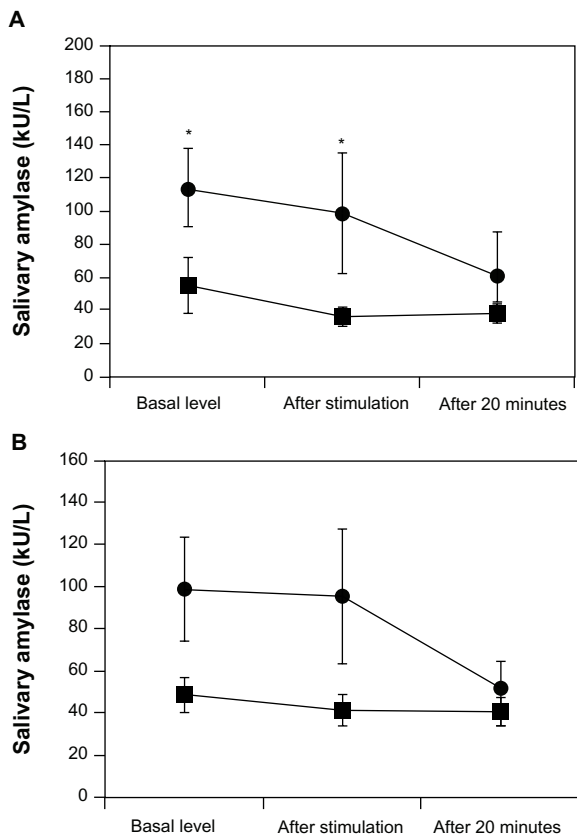 A
Salivary amylase (kU/L)
200
180
160
140
120
100
80
60
40
20
0
*
*
Basal level
After stimulation
After 20 minutes
B
Salivary amylase (kU/L)
160
140
120
100
80
60
40
20
0
Basal level
After stimulation
After 20 minutes